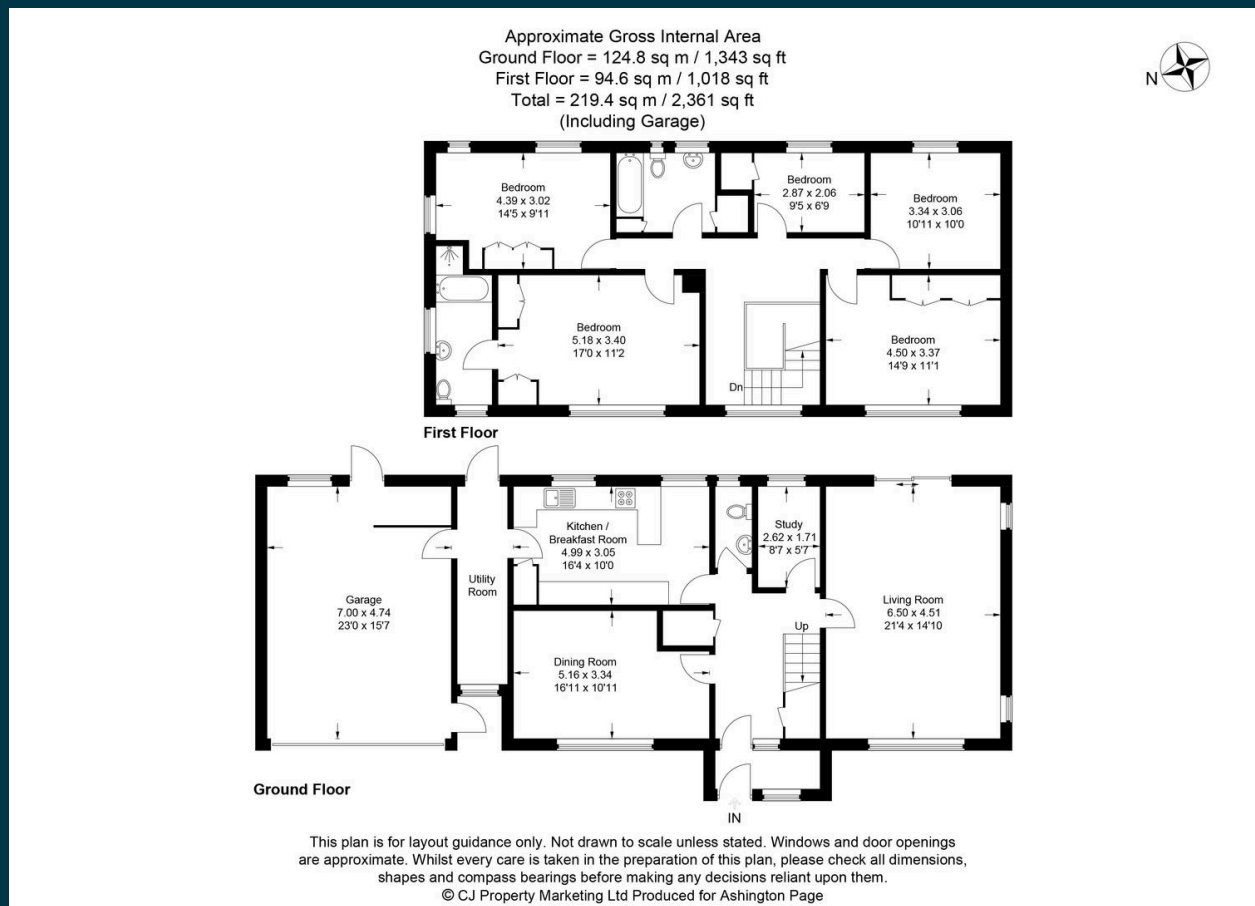 Approximate Gross Internal Area
Ground Floor = 124.8 sq m / 1,343 sq ft
First Floor = 94.6 sq m / 1,018 sq ft
Total = 219.4 sq m / 2,361 sq ft
(Including Garage)
N
Bedroom
4.39 x 3.02
14'5 x 9'11
Bedroom
2.87 x 2.06
9'5 x 6'9
Bedroom
3.34 x 3.06
10'11 x 10'0
Bedroom
5.18 x 3.40
17'0 x 11'2
Dn
Bedroom
4.50 x 3.37
14'9 x 11'1
First Floor
Garage
7.00 x 4.74
23'0 x 15'7
Utility
Room
Kitchen /
Breakfast Room
4.99 x 3.05
16'4 x 10'0
Study
2.62 x 1.71
8'7 x 5'7
Living Room
6.50 x 4.51
21'4 x 14'10
Up
Dining Room
5.16 x 3.34
16'11 x 10'11
Ground Floor
IN
This plan is for layout guidance only. Not drawn to scale unless stated. Windows and door openings
are approximate. Whilst every care is taken in the preparation of this plan, please check all dimensions,
shapes and compass bearings before making any decisions reliant upon them.
© CJ Property Marketing Ltd Produced for Ashington Page